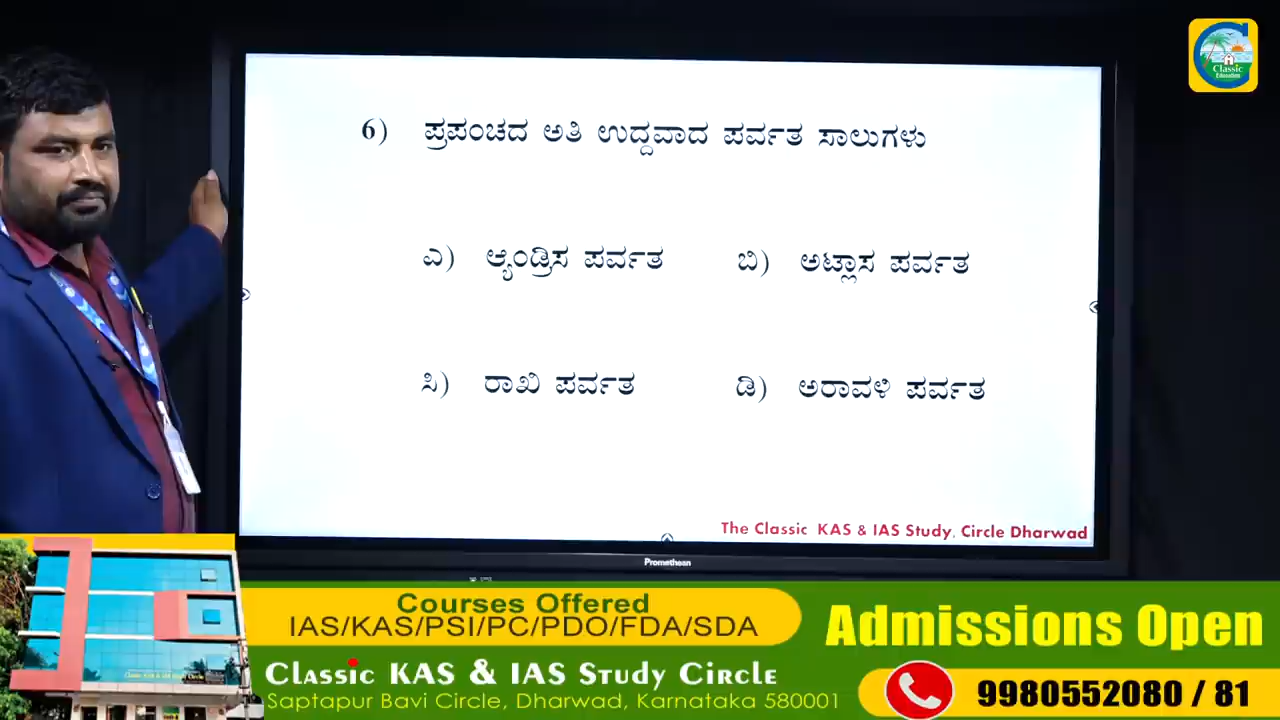 Classic
Education
6) ಪ್ರಪಂಚದ ಅತಿ ಉದ್ದವಾದ ಪರ್ವತ ಸಾಲುಗಳು
ಎ) ಆ್ಯಂಡ್ರಿಸ ಪರ್ವತ ಬಿ) ಅಟ್ಲಾಸ ಪರ್ವತ
ಸಿ) ರಾಖಿ ಪರ್ವತ ಡಿ) ಅರಾವಳಿ ಪರ್ವತ
The Classic KAS & IAS Study, Circle Dharwad
Promethean
Courses Offered
IAS/KAS/PSI/PC/PDO/FDA/SDA
Admissions Open
Classic KAS & IAS Study Circle
Saptapur Bavi Circle, Dharwad, Karnataka 580001
9980552080 / 81